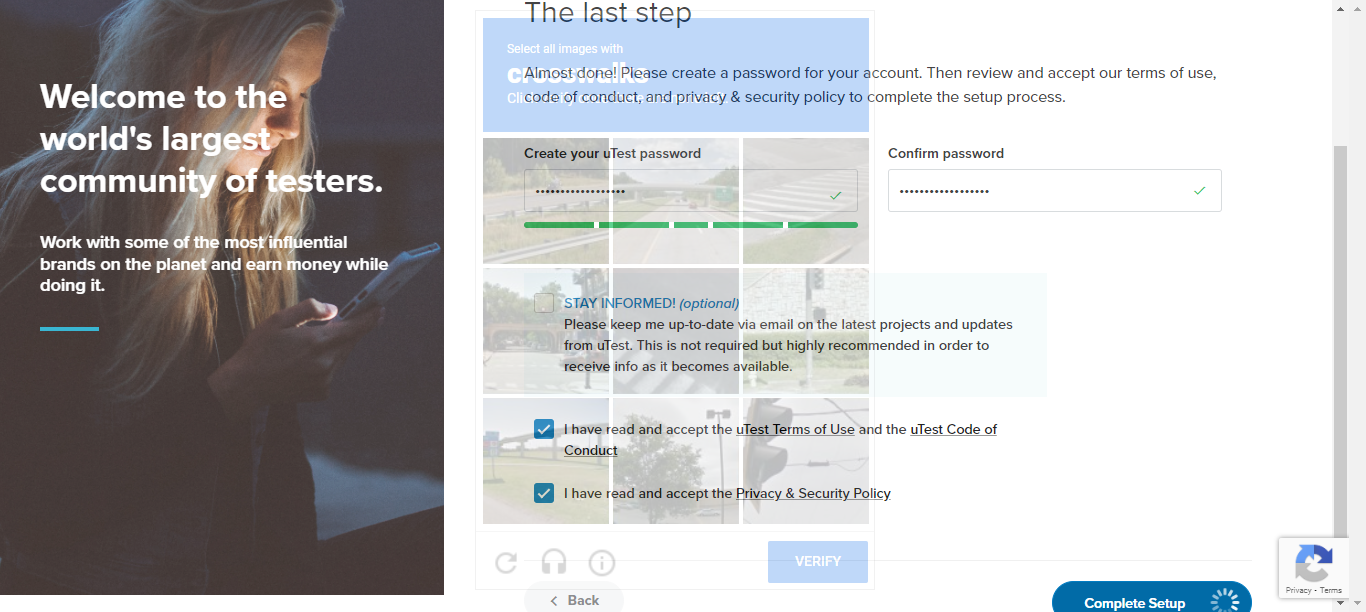 Welcome to the
world's largest
community of testers.
Work with some of the most influential
brands on the planet and earn money while
doing it.
The last step
Select all images with
crosswalks
Almost done! Please create a password for your account. Then review and accept our terms of use,
code of conduct, and privacy & security policy to complete the setup process.
Create your uTest password
Confirm password
STAY INFORMED! (optional)
Please keep me up-to-date via email on the latest projects and updates
from uTest. This is not required but highly recommended in order to
receive info as it becomes available.
I have read and accept the uTest Terms of Use and the uTest Code of
Conduct
I have read and accept the Privacy & Security Policy
VERIFY
Back
Complete Setup
Privacy - Terms